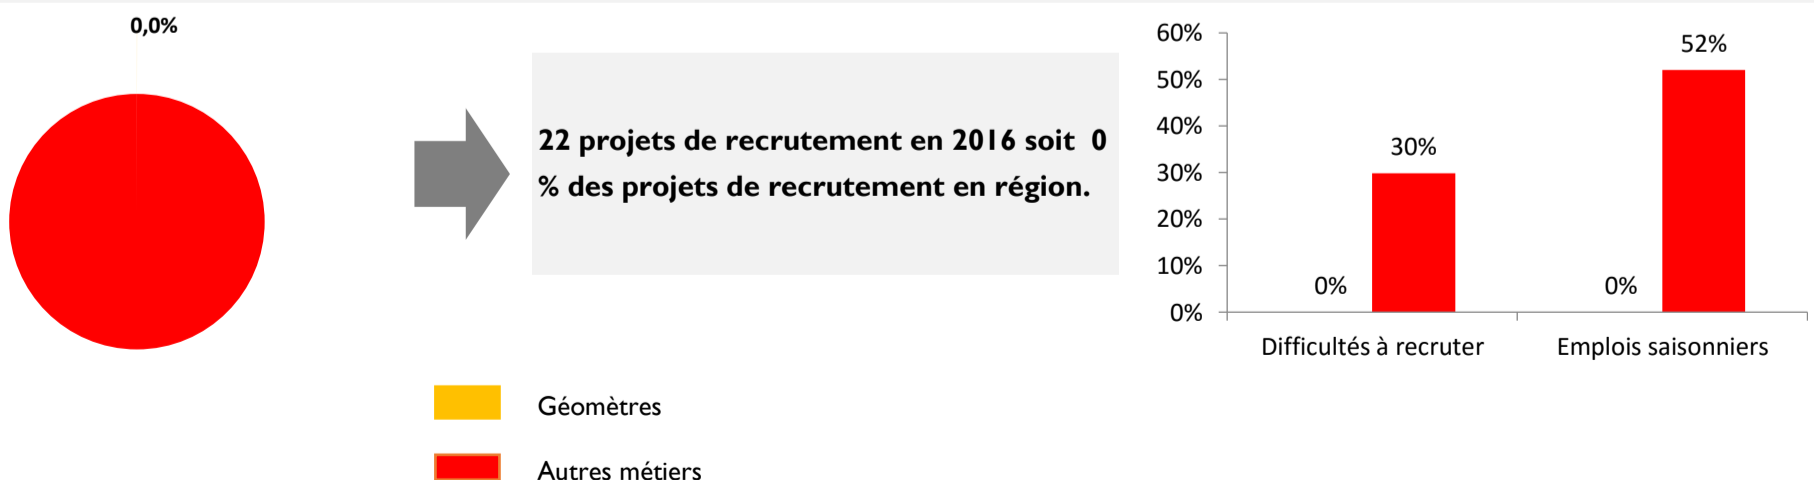 0,0%
22 projets de recrutement en 2016 soit  0
% des projets de recrutement en région.
60%
50%
40%
30%
20%
10%
0%
0%
30%
0%
52%
Difficultés à recruter
Emplois saisonniers
Géomètres
Autres métiers